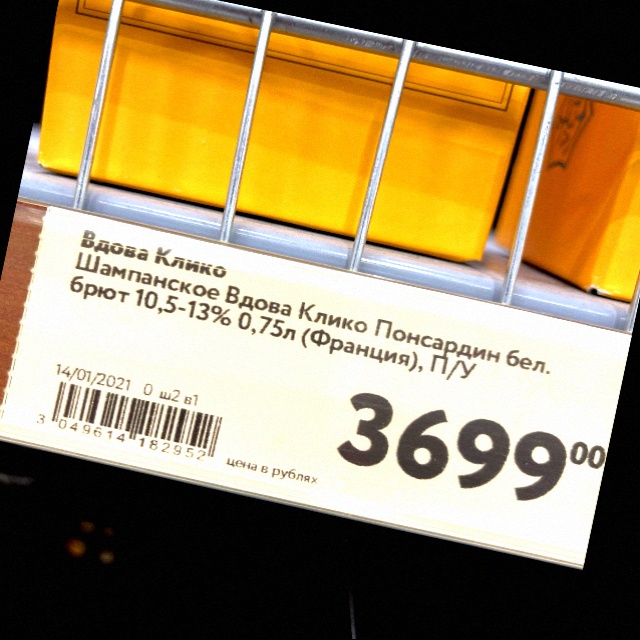 Вдова Клико
Шампанское Вдова Клико Понсардин бел.
брют 10,5-13% 0,75л (Франция), П/У
14/01/2021 0 ш2 в1
3 049614 182952
цена в рублях
3699 00